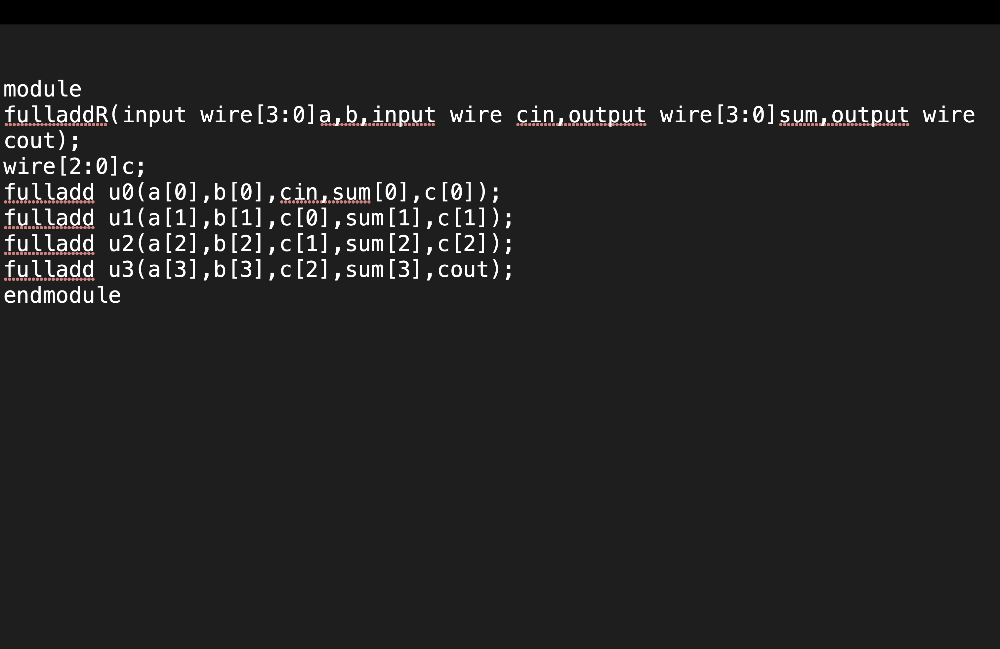 module
fulladdR(input wire[3:0]a,b,input wire cin,output wire[3:0]sum,output wire
cout);
wire[2:0]c;
fulladd u0(a[0],b[0],cin,sum[0],c[0]);
fulladd u1(a[1],b[1],c[0],sum[1],c[1]);
fulladd u2(a[2],b[2],c[1],sum[2],c[2]);
fulladd u3(a[3],b[3],c[2],sum[3],cout);
endmodule